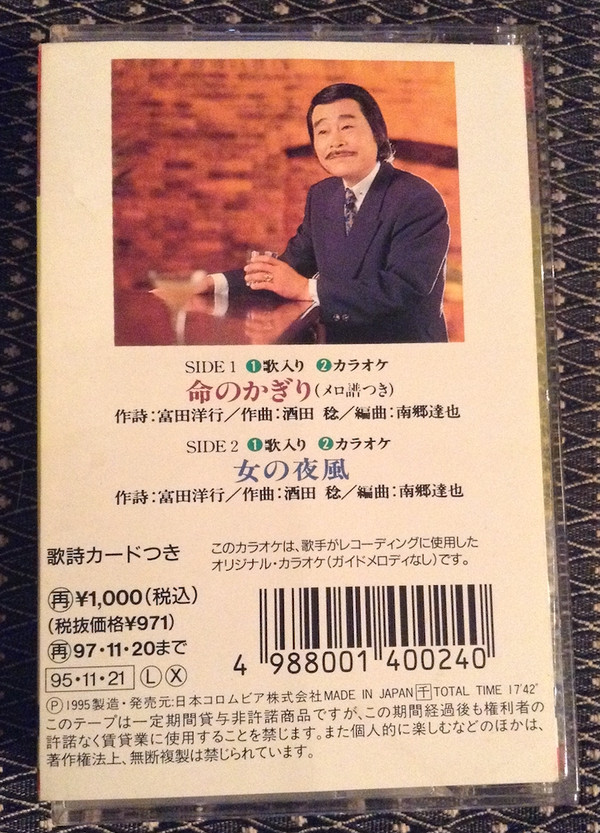 SIDE 1 ❶歌入り ❷カラオケ
命のかぎり(メロ譜つき)
作詩:富田洋行/作曲:酒田 稔/編曲:南郷達也
SIDE 2 ❶歌入り ❷カラオケ
女の夜風
作詩:富田洋行/作曲:酒田 稔/編曲:南郷達也
歌詩カードつき
このカラオケは、歌手がレコーディングに使用した
オリジナル・カラオケ(ガイドメロディなし)です。
㊢¥1,000(税込)
(税抜価格¥971)
再97・11・20まで
95・11・21 Ⓛ Ⓧ
4 988001 400240
Ⓟ1995製造・発売元:日本コロムビア株式会社MADE IN JAPAN 千 TOTAL TIME 17'42"
このテープは一定期間貸与非許諾商品ですが、この期間経過後も権利者の
許諾なく賃貸業に使用することを禁じます。また個人的に楽しむなどのほかは、
著作権法上、無断複製は禁じられています。